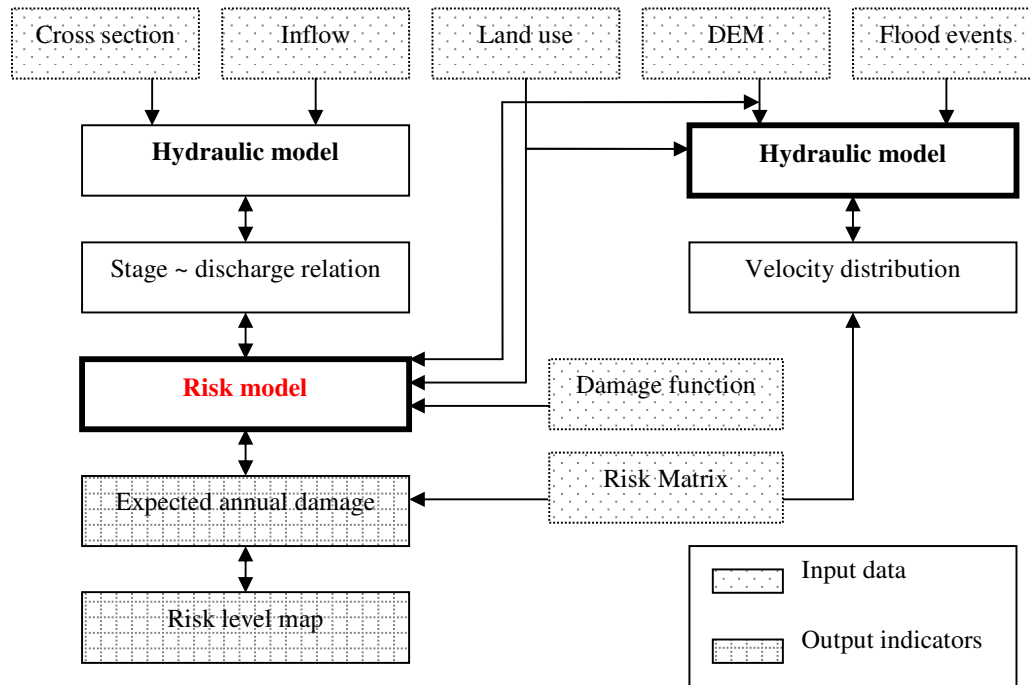 Cross section
Inflow
Land use
DEM
Flood events
Hydraulic model
Hydraulic model
Stage ~ discharge relation
Velocity distribution
Risk model
Damage function
Risk Matrix
Expected annual damage
Risk level map
Input data
Output indicators